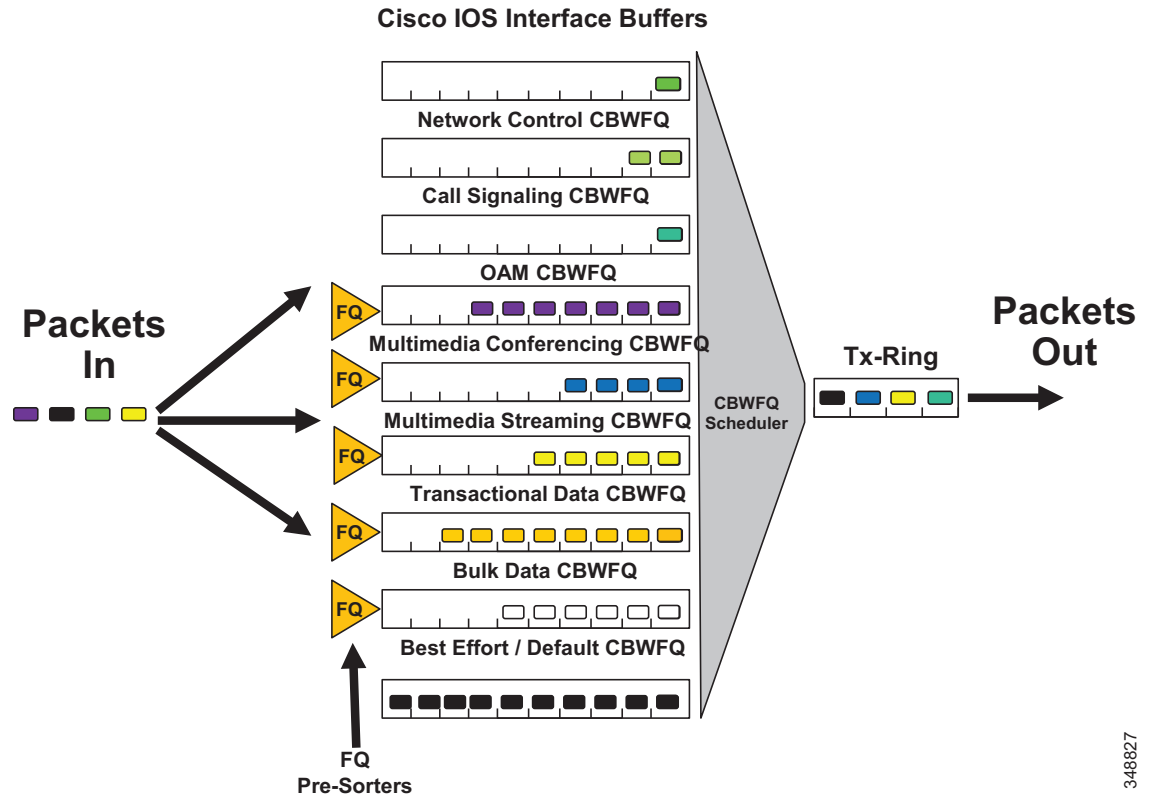 Cisco IOS Interface Buffers
Network Control CBWFQ
Call Signaling CBWFQ
OAM CBWFQ
FQ
Multimedia Conferencing CBWFQ
FQ
Multimedia Streaming CBWFQ
FQ
Transactional Data CBWFQ
FQ
Bulk Data CBWFQ
FQ
Best Effort / Default CBWFQ
FQ
Pre-Sorters
Packets
In
CBWFQ
Scheduler
Tx-Ring
Packets
Out
348827